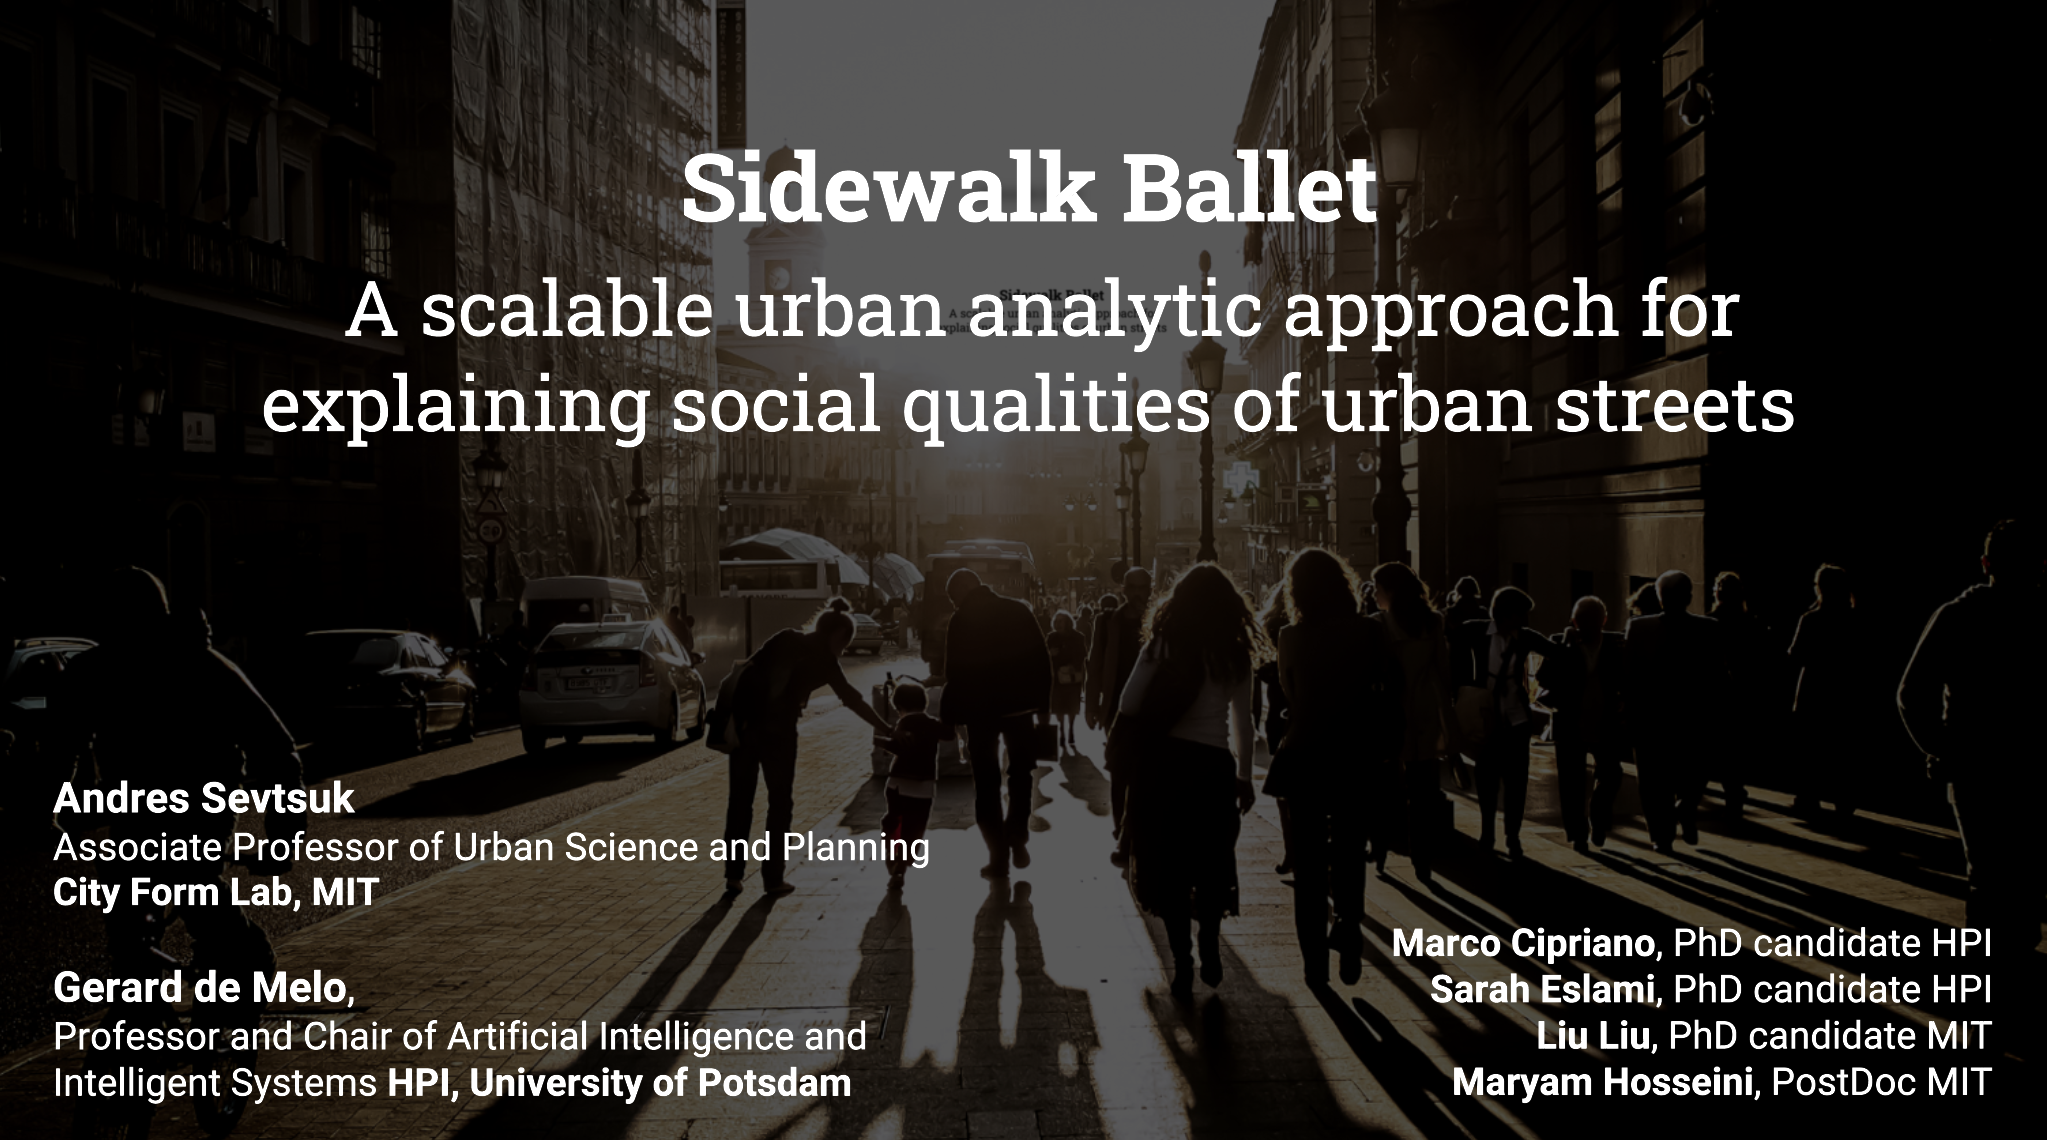 Sidewalk Ballet
A scalable urban analytic approach for
explaining social qualities of urban streets
Andres Sevtsuk
Associate Professor of Urban Science and Planning
City Form Lab, MIT
Gerard de Melo,
Professor and Chair of Artificial Intelligence and
Intelligent Systems HPI, University of Potsdam
Marco Cipriano, PhD candidate HPI
Sarah Eslami, PhD candidate HPI
Liu Liu, PhD candidate MIT
Maryam Hosseini, PostDoc MIT